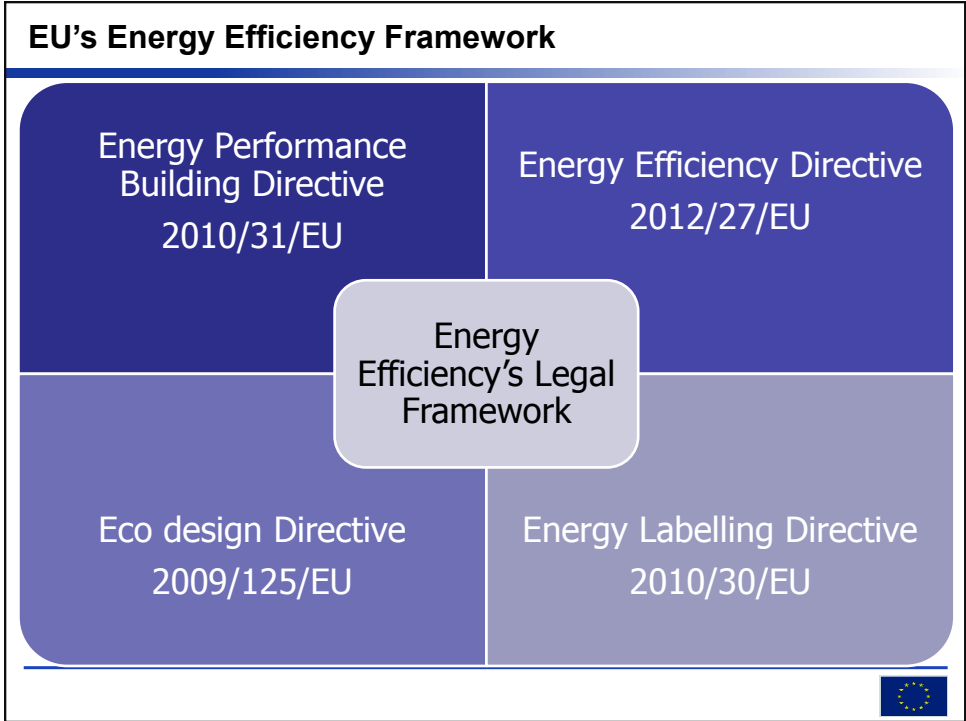 EU’s Energy Efficiency Framework
Energy Performance
Building Directive
2010/31/EU
Energy Efficiency Directive
2012/27/EU
Energy
Efficiency’s Legal
Framework
Eco design Directive
2009/125/EU
Energy Labelling Directive
2010/30/EU